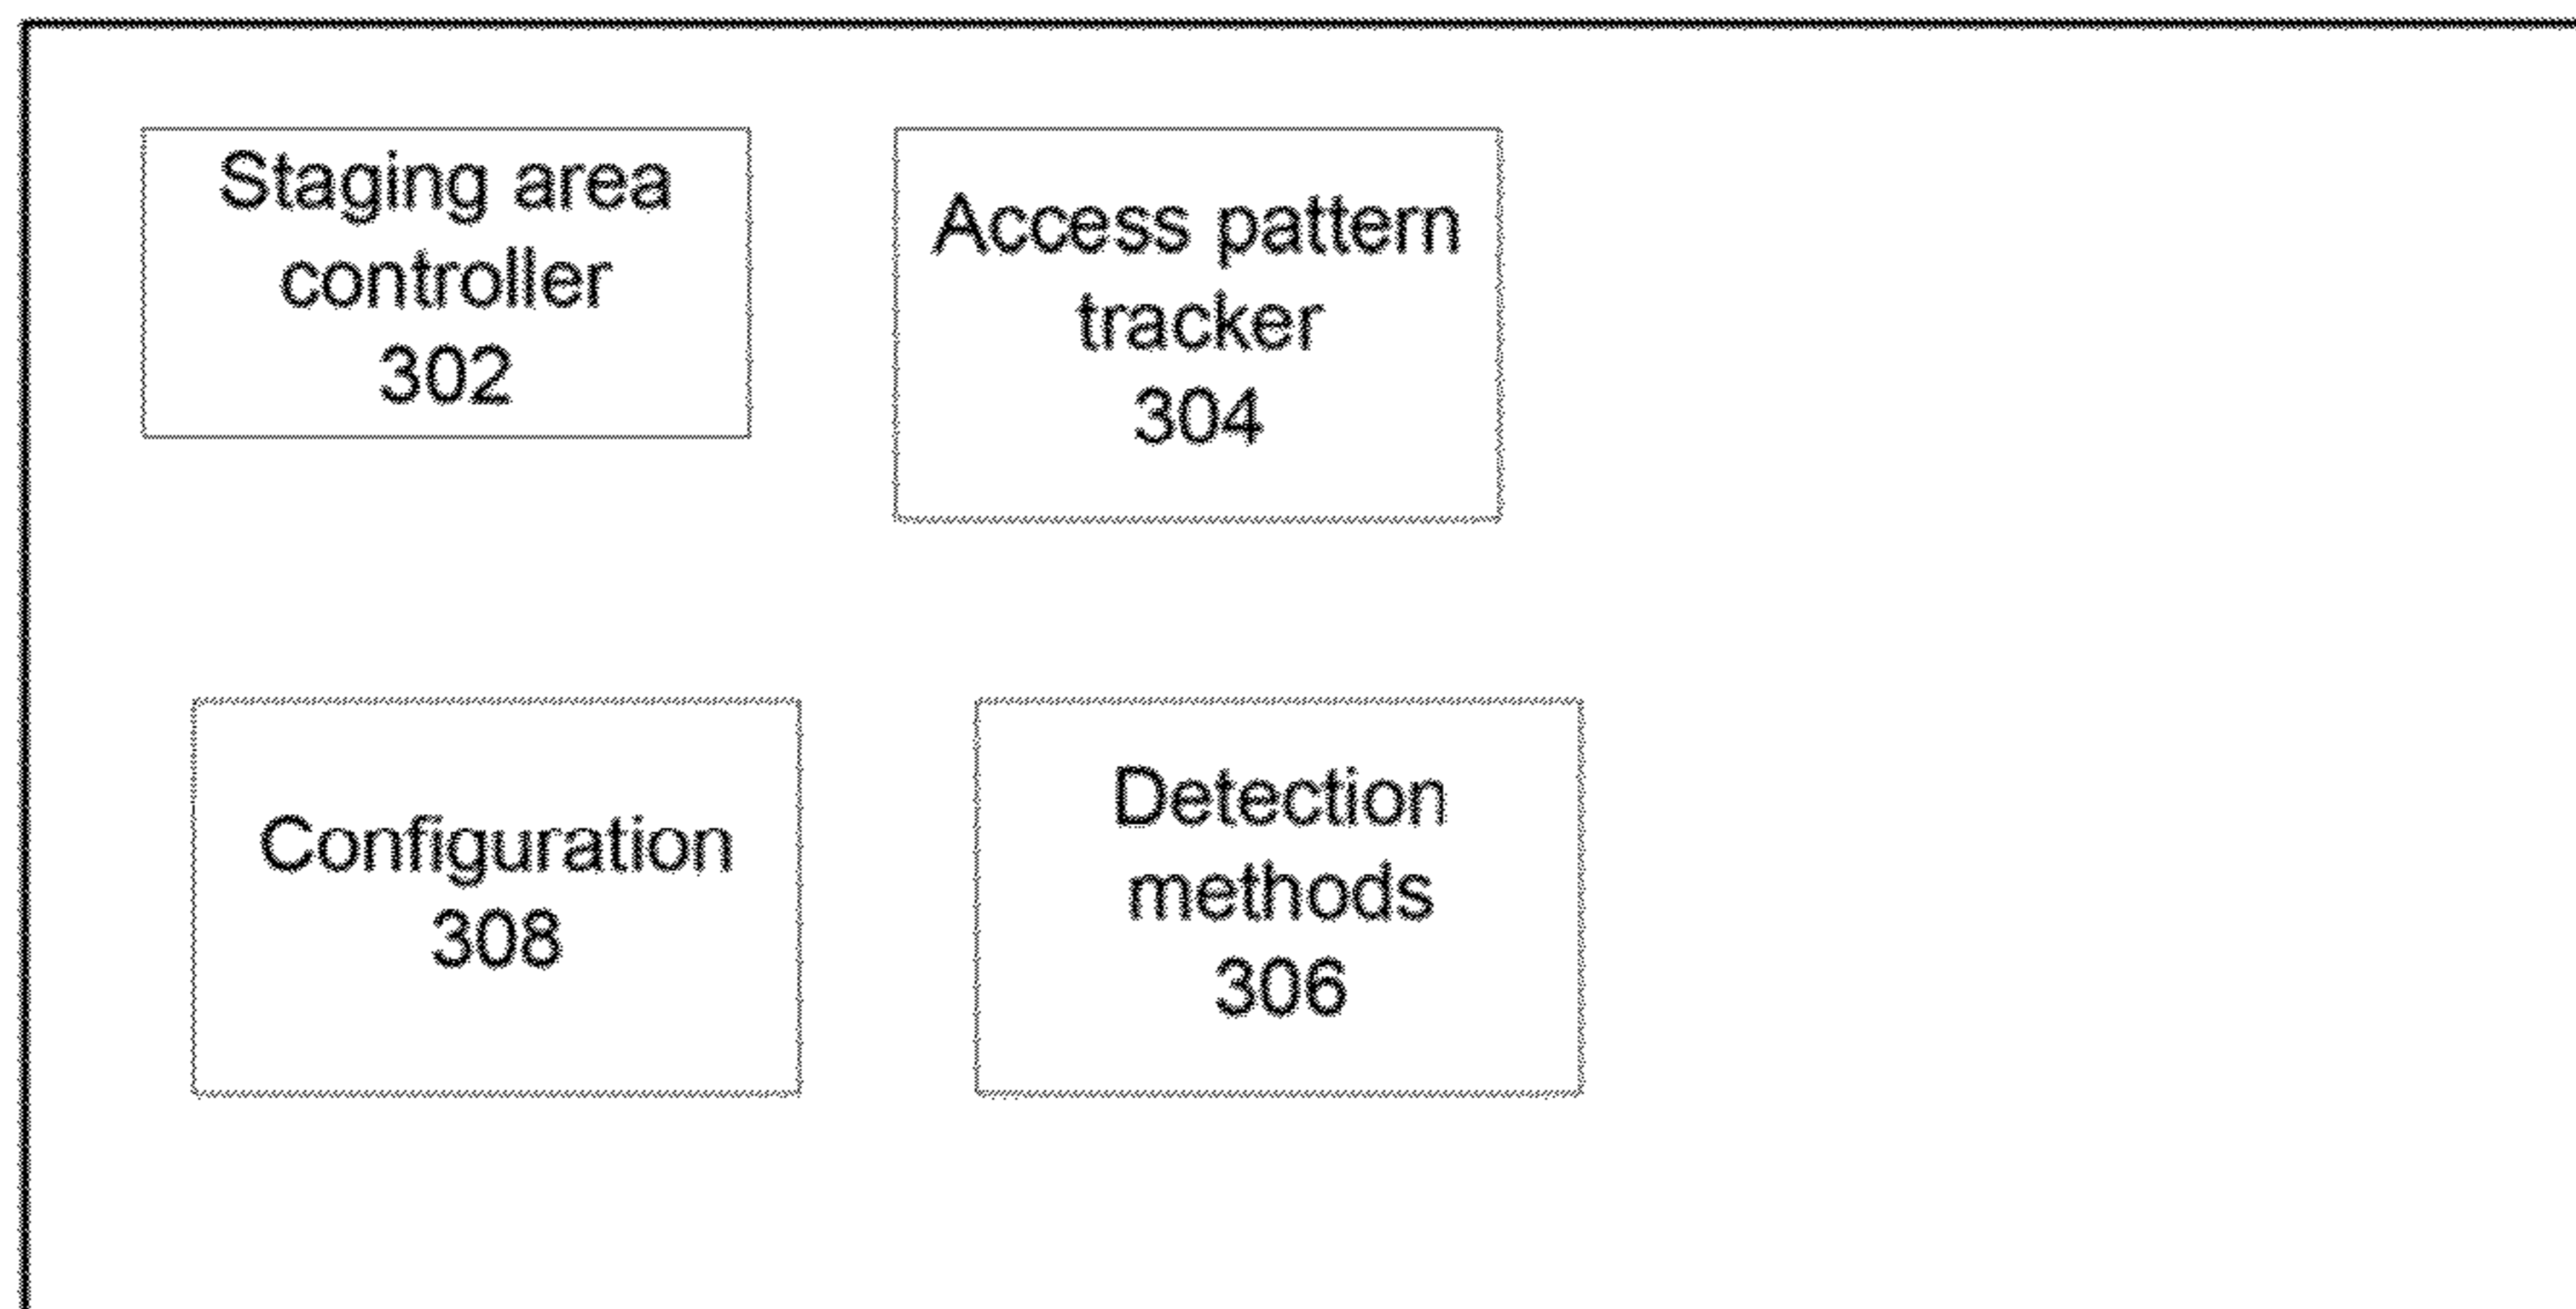 Staging area
controller
302
Access pattern
tracker
304
Configuration
308
Detection
methods
306